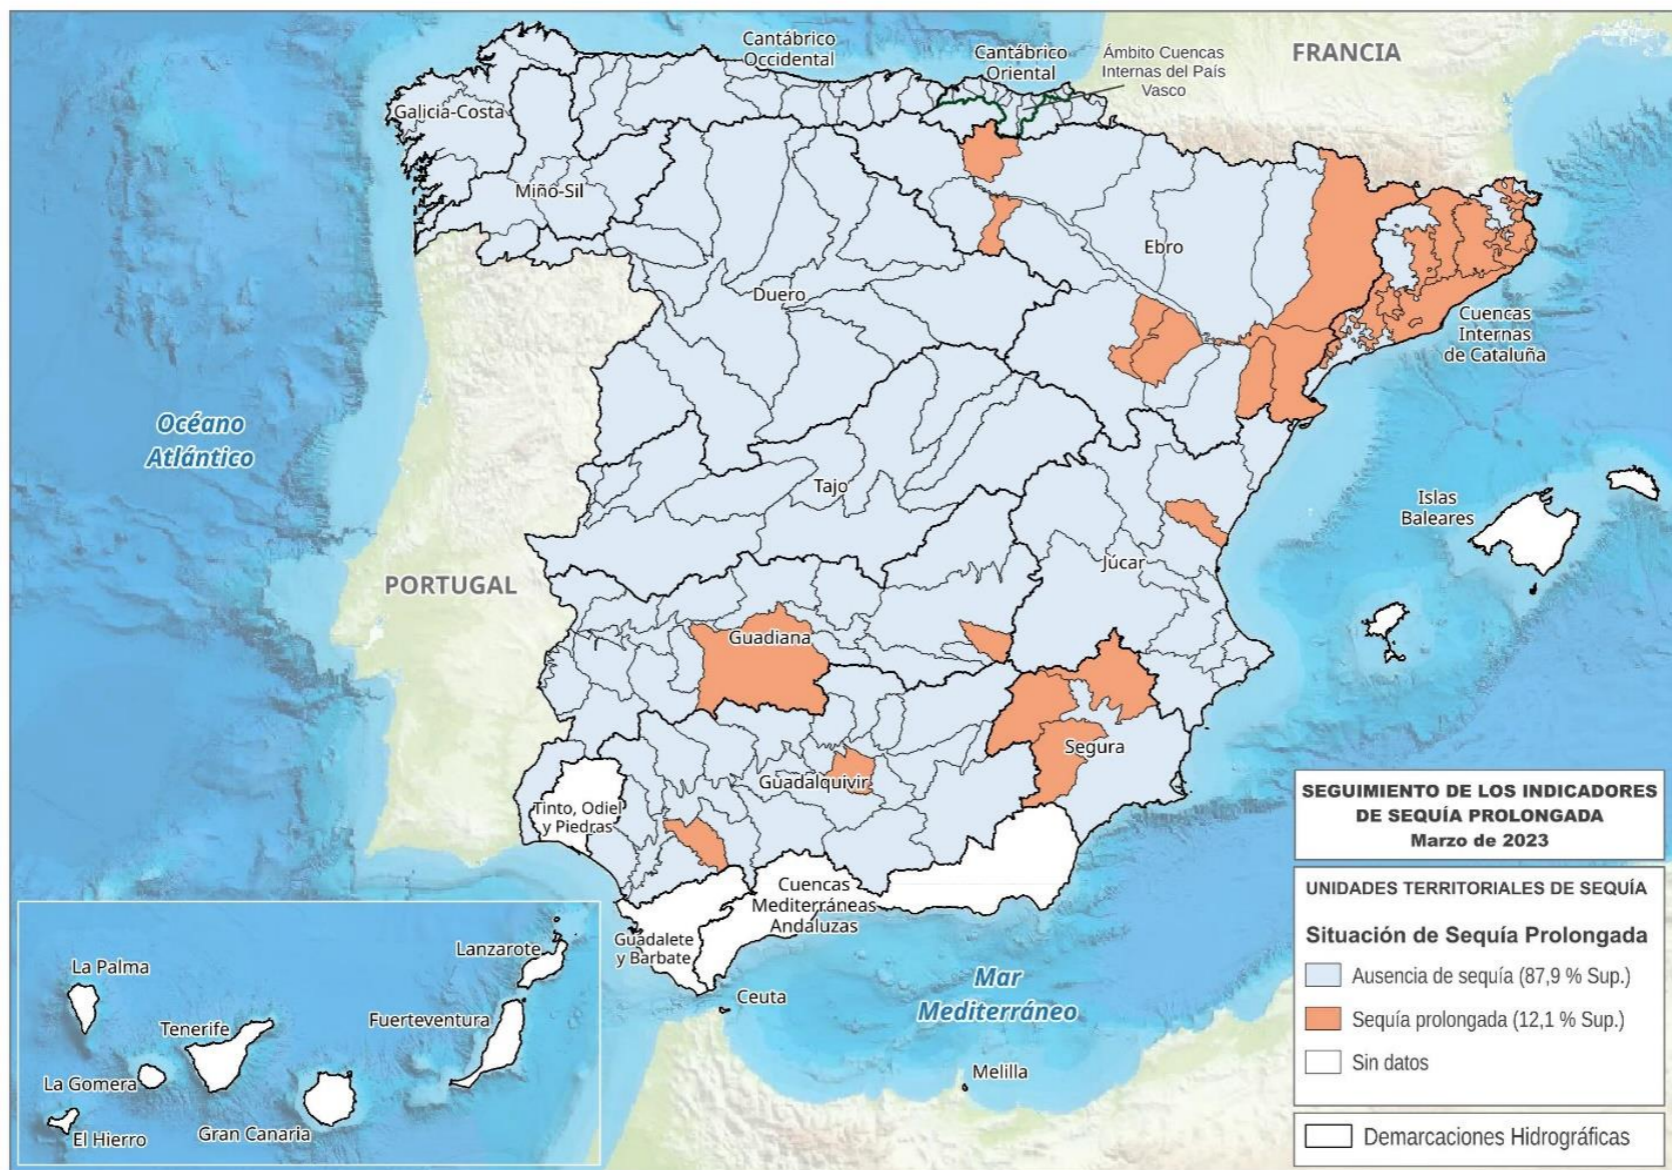 Cantábrico
Occidental
Cantábrico
Oriental
Ámbito Cuencas
Internas del País
Vasco
FRANCIA
Galicia-Costa
Miño-Sil
Ebro
Duero
Cuencas
Internas
de Cataluña
Océano
Atlántico
Tajo
Islas
Baleares
Júcar
PORTUGAL
Guadiana
Segura
Guadalquivir
Tinto, Odiel
y Piedras
Cuencas
Mediterráneas
Andaluzas
Guadalete
y Barbate
Ceuta
Mar
Mediterráneo
Melilla
Lanzarote
La Palma
Fuerteventura
Tenerife
La Gomera
El Hierro
Gran Canaria
SEGUIMIENTO DE LOS INDICADORES
DE SEQUÍA PROLONGADA
Marzo de 2023
UNIDADES TERRITORIALES DE SEQUÍA
Situación de Sequía Prolongada
Ausencia de sequía (87,9 % Sup.)
Sequía prolongada (12,1 % Sup.)
Sin datos
Demarcaciones Hidrográficas